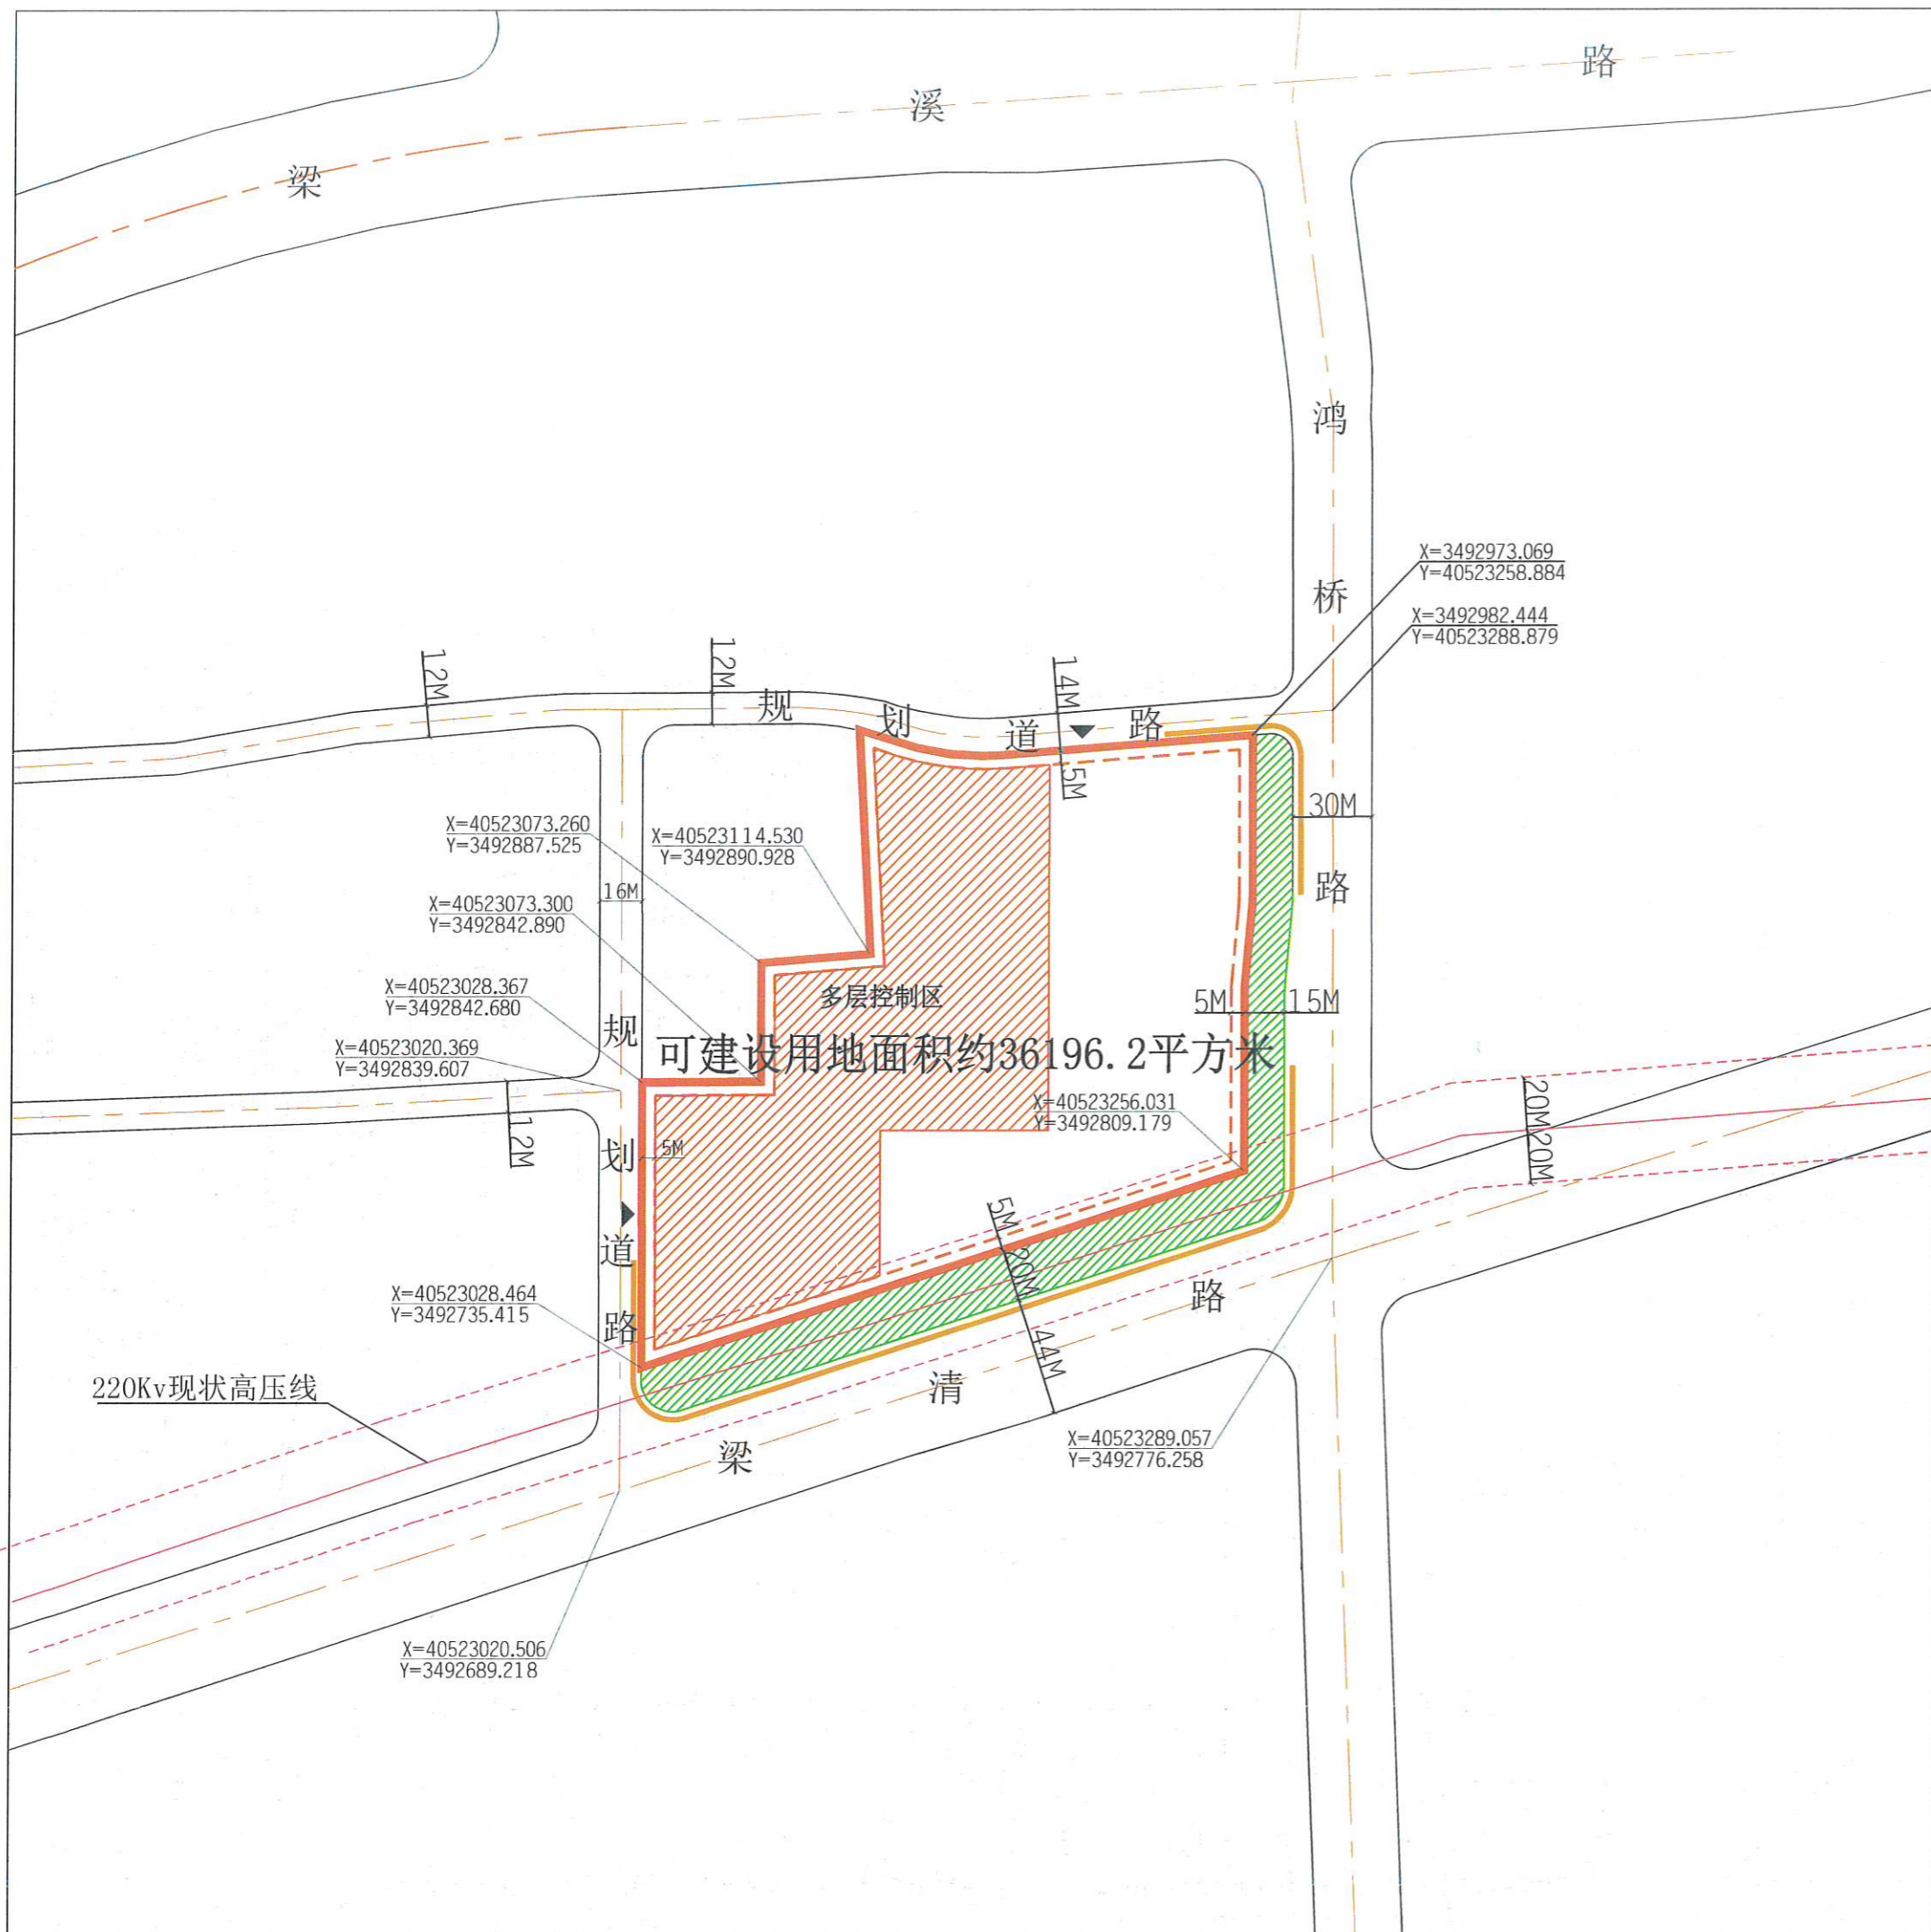 梁溪路
鸿桥路
X=3492973.069
Y=40523258.884
X=3492982.444
Y=40523288.879
12M
12M
14M
规划道路
5M
30M
X=40523073.260
Y=3492887.525
X=40523114.530
Y=3492890.928
16M
X=40523073.300
Y=3492842.890
X=40523028.367
Y=3492842.680
多层控制区
5M
15M
规划道路
可建设用地面积约36196.2平方米
X=40523020.369
Y=3492839.607
X=40523256.031
Y=3492809.179
20M
20M
12M
5M
5M
20M
44M
X=40523028.464
Y=3492735.415
220Kv现状高压线
梁清路
X=40523289.057
Y=3492776.258
X=40523020.506
Y=3492689.218